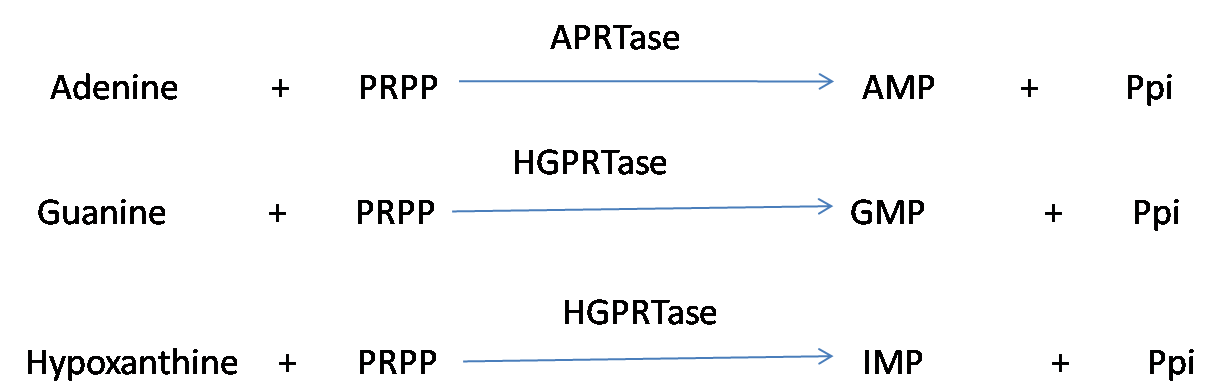 APRTase
Adenine + PRPP AMP + Ppi
HGPRTase
Guanine + PRPP GMP + Ppi
HGPRTase
Hypoxanthine + PRPP IMP + Ppi